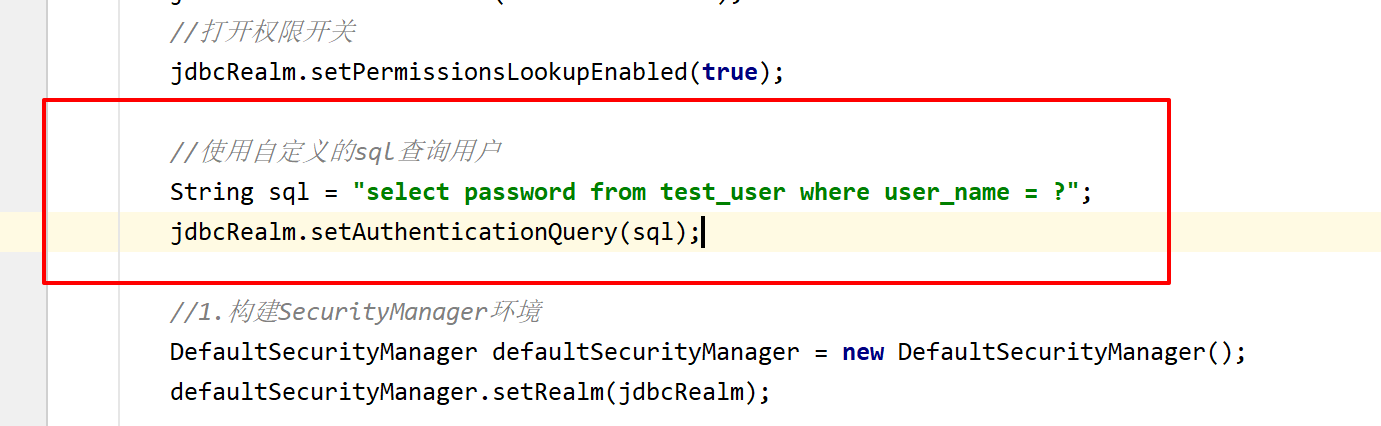 //打开权限开关
jdbcRealm.setPermissionsLookupEnabled(true);
//使用自定义的sql查询用户
String sql = "select password from test_user where user_name = ?";
jdbcRealm.setAuthenticationQuery(sql);
//1.构建SecurityManager环境
DefaultSecurityManager defaultSecurityManager = new DefaultSecurityManager();
defaultSecurityManager.setRealm(jdbcRealm);